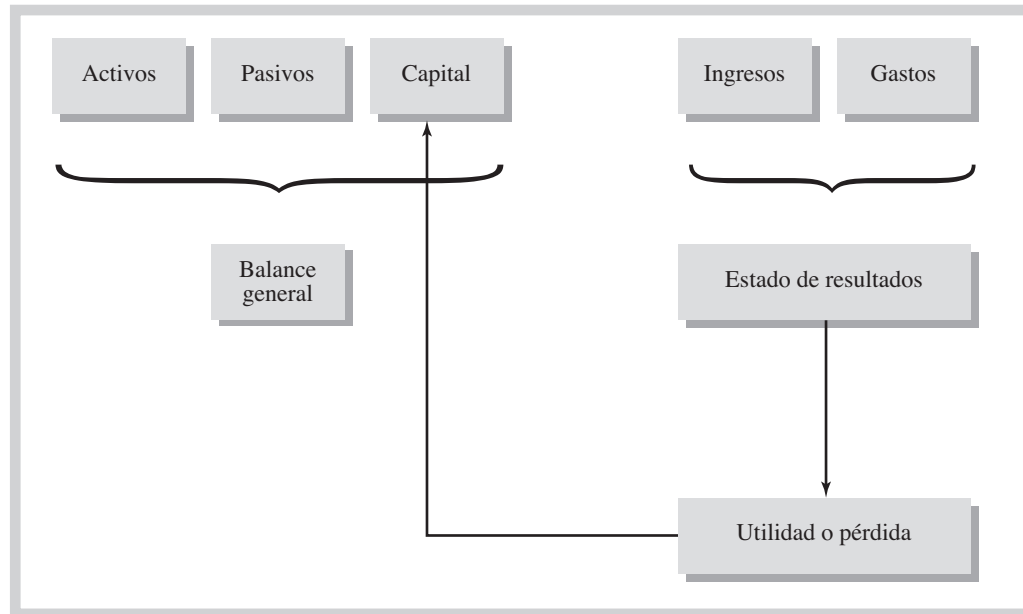 Activos
Pasivos
Capital
Ingresos
Gastos
Balance
general
Estado de resultados
Utilidad o pérdida